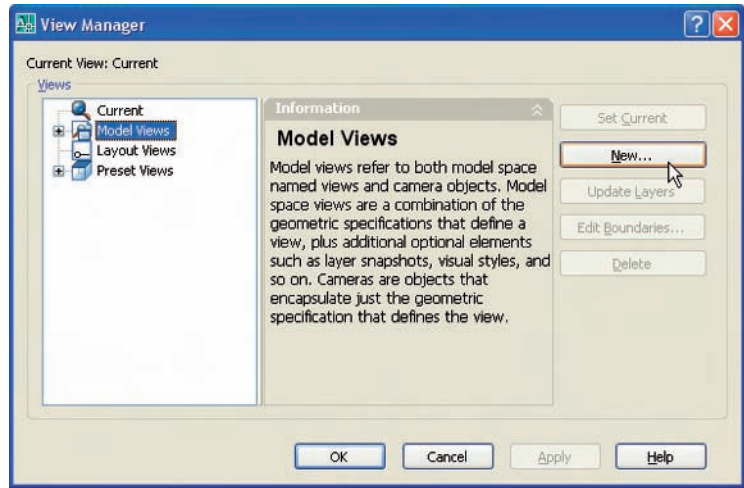 View Manager
Current View: Current
Views
Current
Model Views
Layout Views
Preset Views
Information
Model Views
Model views refer to both model space
named views and camera objects. Model
space views are a combination of the
geometric specifications that define a
view, plus additional optional elements
such as layer snapshots, visual styles, and
so on. Cameras are objects that
encapsulate just the geometric
specification that defines the view.
Set Current
New...
Update Layers
Edit Boundaries...
Delete
OK
Cancel
Apply
Help